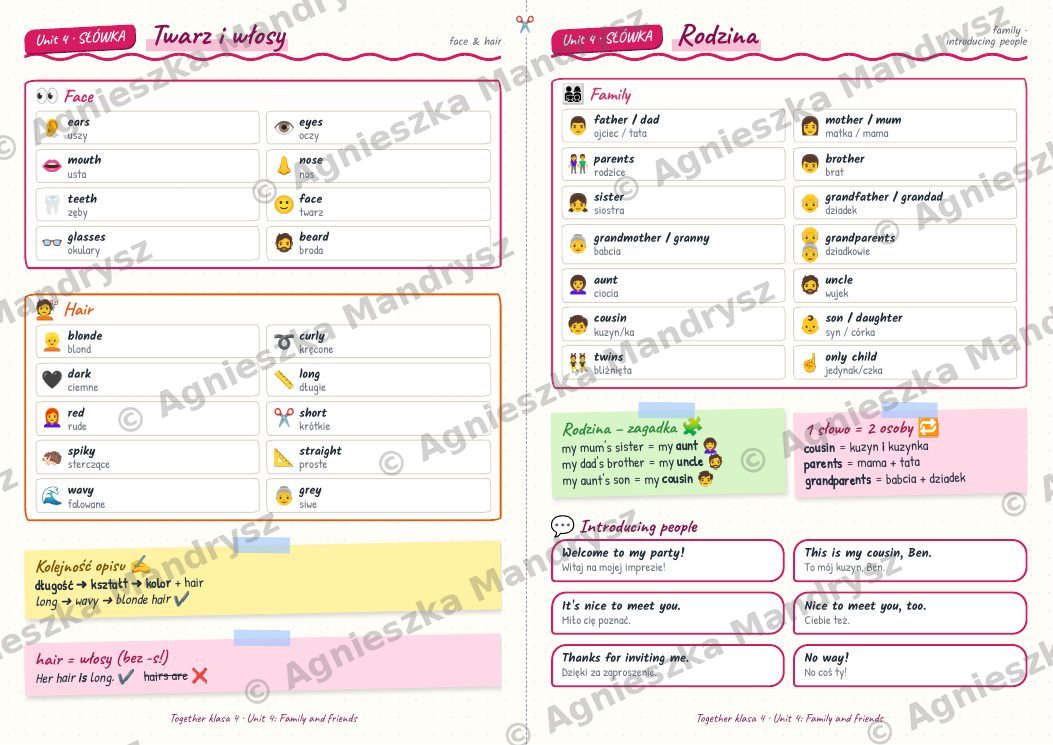 Unit 4 · SŁÓWKA
Twarz i włosy
face & hair
Face
ears
uszy
eyes
oczy
mouth
usta
nose
nos
teeth
zęby
face
twarz
glasses
okulary
beard
broda
Hair
blonde
blond
curly
kręcone
dark
ciemne
long
długie
red
rude
short
krótkie
spiky
sterczące
straight
proste
wavy
falowane
grey
siwe
Kolejność opisu
długość ➜ kształt ➜ kolor + hair
long ➜ wavy ➜ blonde hair ✔
hair = włosy (bez -s!)
Her hair is long. ✔ hairs are ❌
Together klasa 4 · Unit 4: Family and friends
Unit 4 · SŁÓWKA
Rodzina
family ·
introducing people
Family
father / dad
ojciec / tata
mother / mum
matka / mama
parents
rodzice
brother
brat
sister
siostra
grandfather / grandad
dziadek
grandmother / granny
babcia
grandparents
dziadkowie
aunt
ciocia
uncle
wujek
cousin
kuzyn/ka
son / daughter
syn / córka
twins
bliźnięta
only child
jedynak/czka
Rodzina – zagadka
my mum's sister = my aunt
my dad's brother = my uncle
my aunt's son = my cousin
1 słowo = 2 osoby
cousin = kuzyn i kuzynka
parents = mama + tata
grandparents = babcia + dziadek
Introducing people
Welcome to my party!
Witaj na mojej imprezie!
This is my cousin, Ben.
To mój kuzyn, Ben.
It's nice to meet you.
Miło cię poznać.
Nice to meet you, too.
Ciebie też.
Thanks for inviting me.
Dzięki za zaproszenie.
No way!
No coś ty!
Together klasa 4 · Unit 4: Family and friends
© Agnieszka Mandrysz